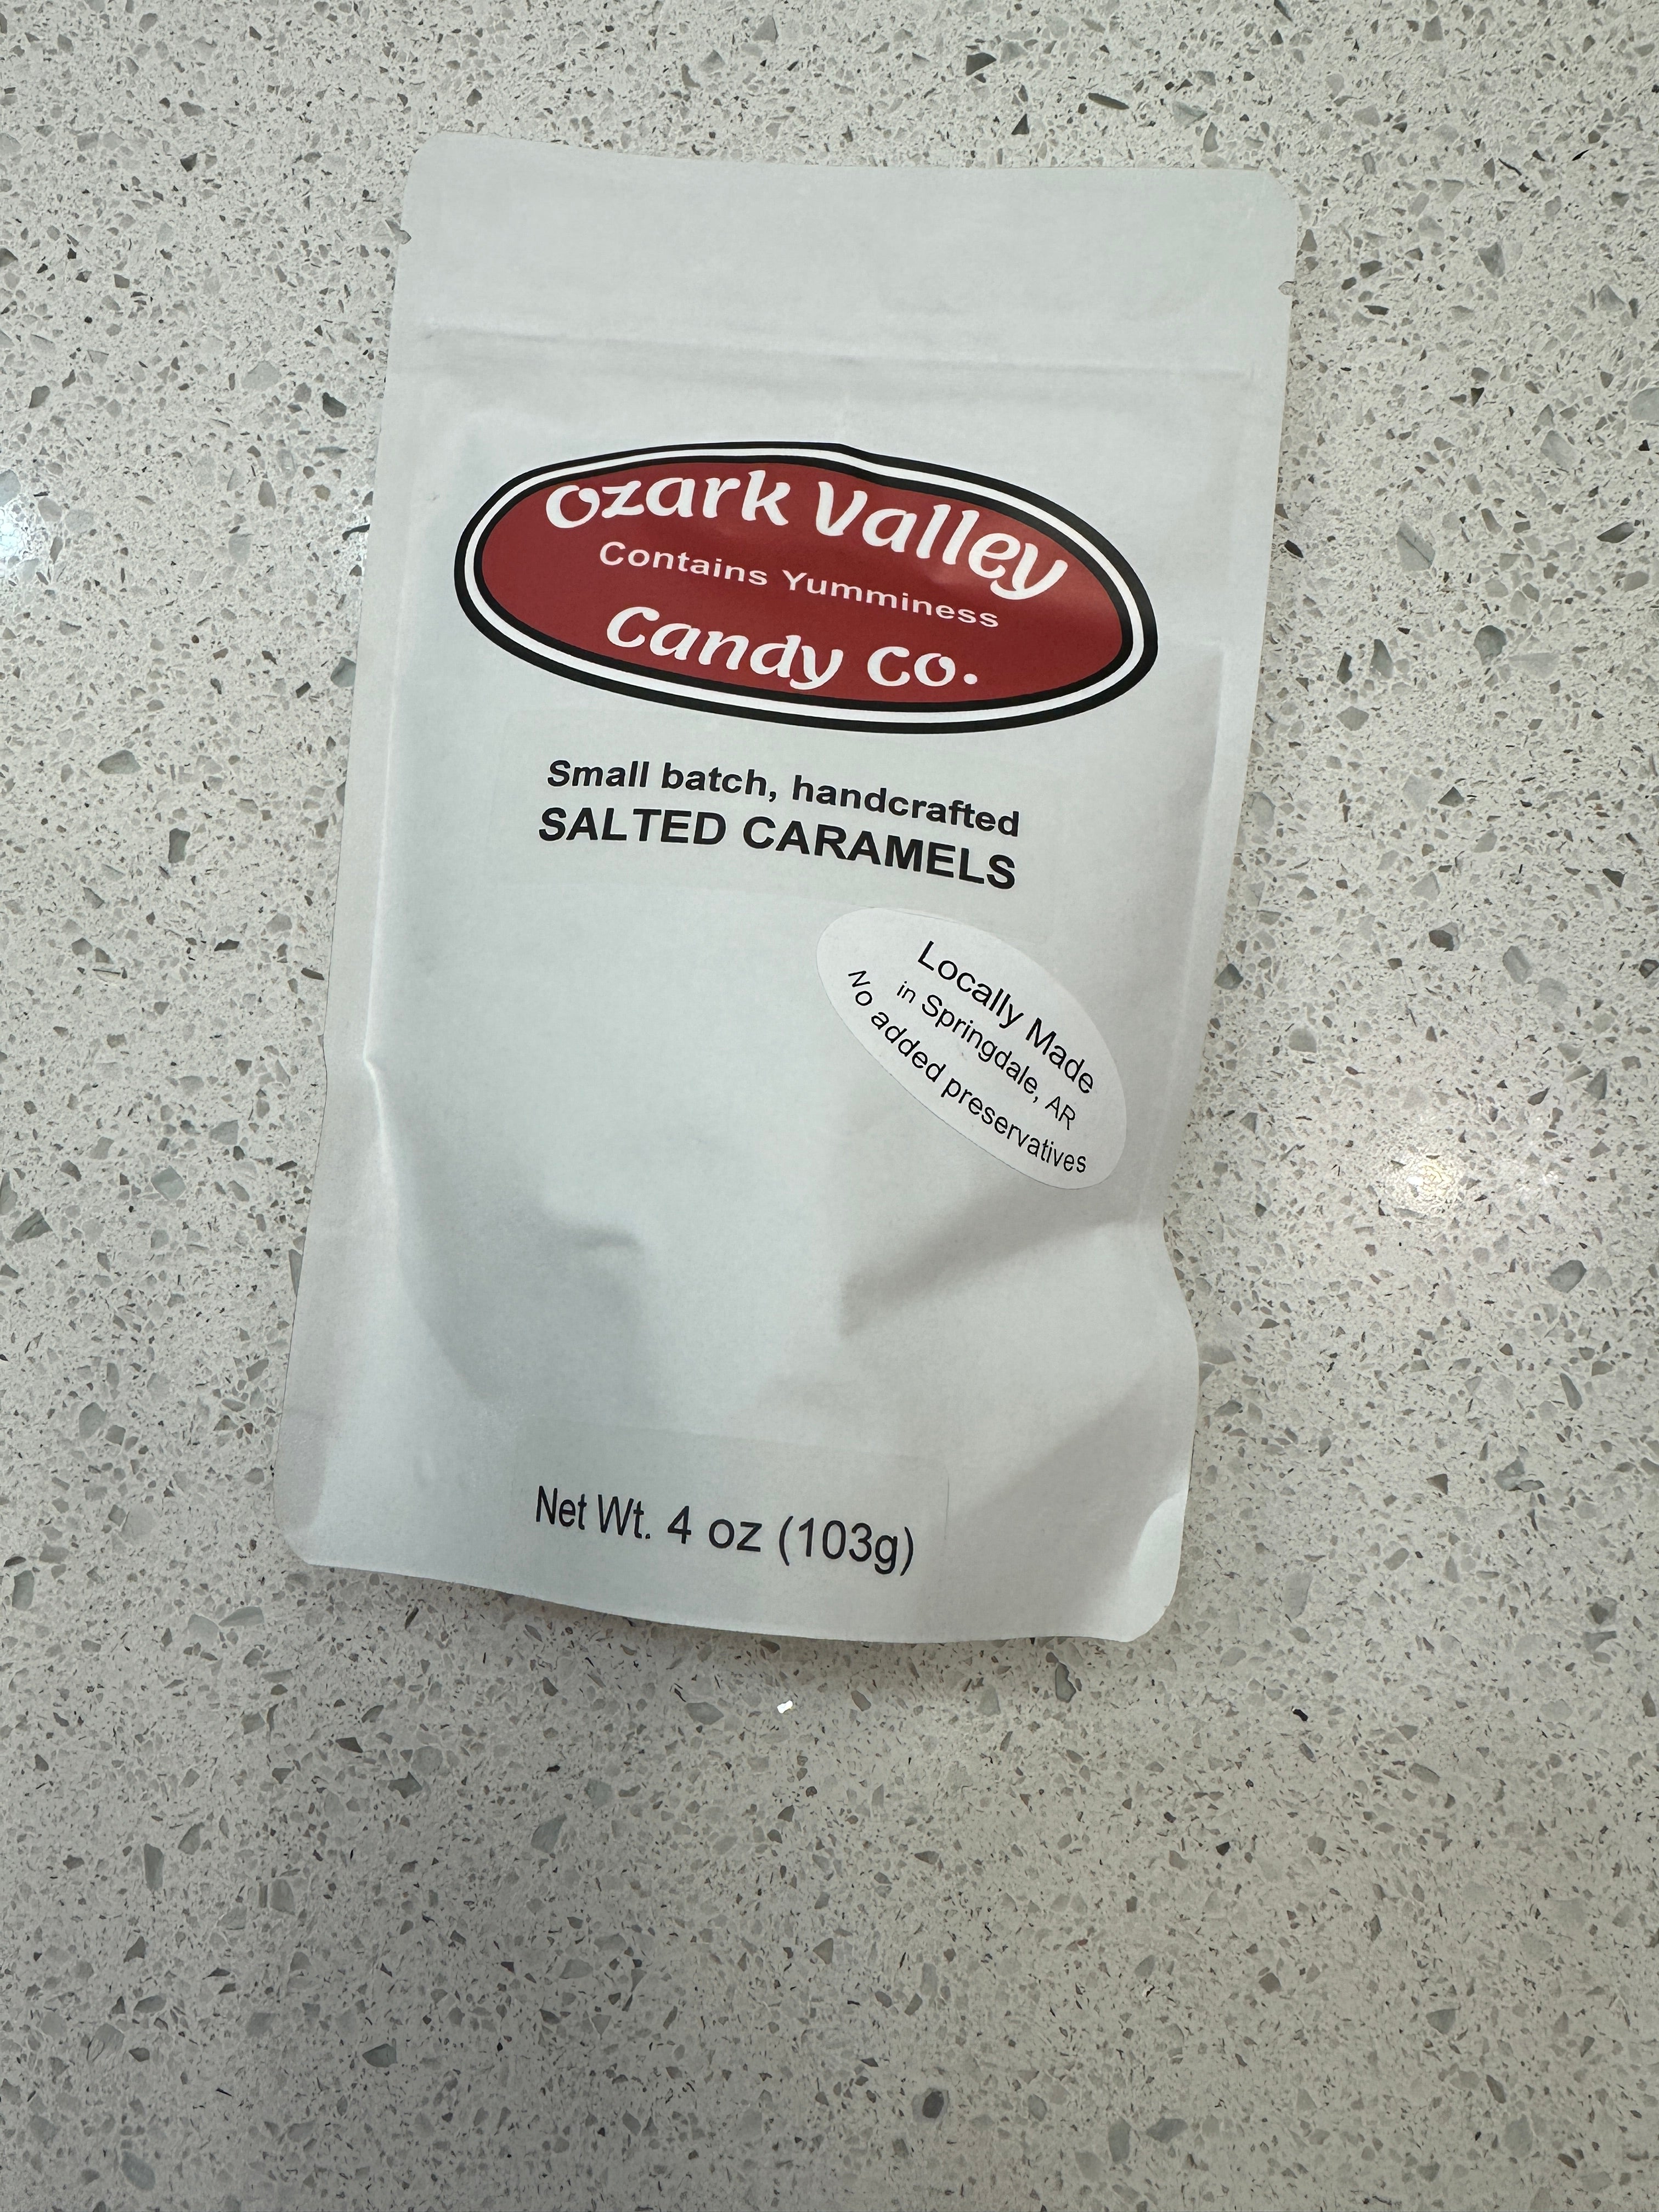 Ozark Valley
Contains Yumminess
Candy Co.
Small batch, handcrafted
SALTED CARAMELS
Locally Made
in Springdale, AR
No added preservatives
Net Wt. 4 oz (103g)